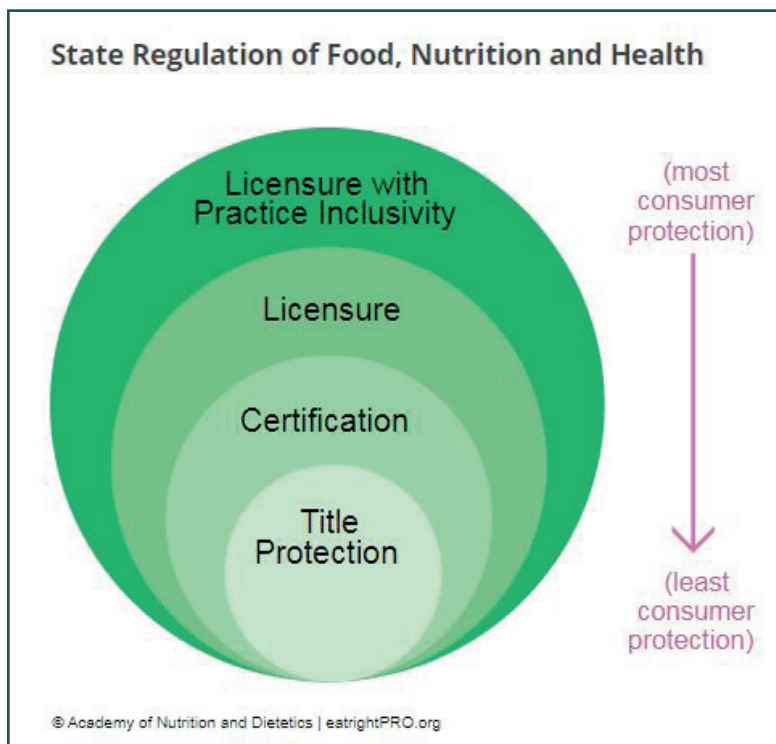 State Regulation of Food, Nutrition and Health
Licensure with
Practice Inclusivity
(most
consumer
protection)
Licensure
Certification
Title
Protection
(least
consumer
protection)
© Academy of Nutrition and Dietetics | eatrightPRO.org